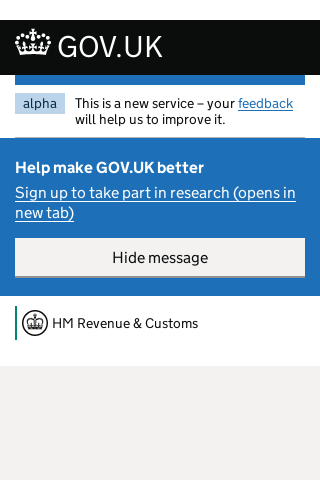 GOV.UK
alpha
This is a new service – your feedback
will help us to improve it.
Help make GOV.UK better
Sign up to take part in research (opens in
new tab)
Hide message
HM Revenue & Customs